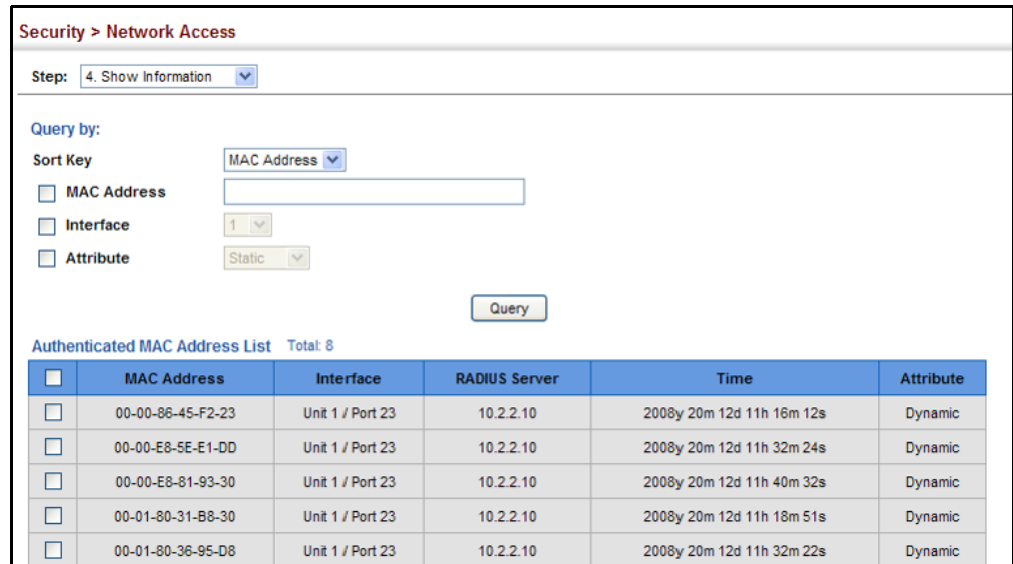 Security > Network Access
Step: 4. Show Information
Query by:
Sort Key MAC Address
MAC Address
Interface 1
Attribute Static
Query
Authenticated MAC Address List Total: 8
MAC Address Interface RADIUS Server Time Attribute
00-00-86-45-F2-23 Unit 1 / Port 23 10.2.2.10 2008y 20m 12d 11h 16m 12s Dynamic
00-00-E8-5E-E1-DD Unit 1 / Port 23 10.2.2.10 2008y 20m 12d 11h 32m 24s Dynamic
00-00-E8-81-93-30 Unit 1 / Port 23 10.2.2.10 2008y 20m 12d 11h 40m 32s Dynamic
00-01-80-31-B8-30 Unit 1 / Port 23 10.2.2.10 2008y 20m 12d 11h 18m 51s Dynamic
00-01-80-36-95-D8 Unit 1 / Port 23 10.2.2.10 2008y 20m 12d 11h 32m 22s Dynamic